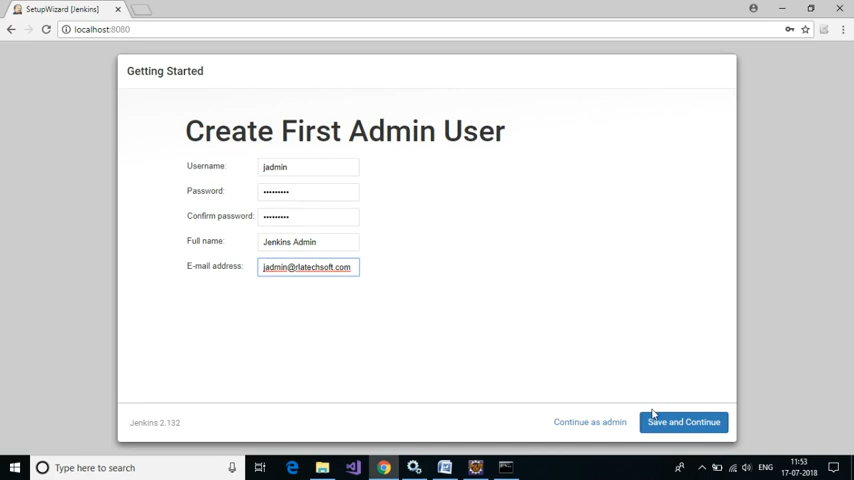 SetupWizard [Jenkins]
localhost:8080
Getting Started
Create First Admin User
Username: jadmin
Password: •••••••••
Confirm password: •••••••••
Full name: Jenkins Admin
E-mail address: jadmin@rlatechsoft.com
Jenkins 2.132
Continue as admin
Save and Continue
Type here to search
ENG
11:53
17-07-2018